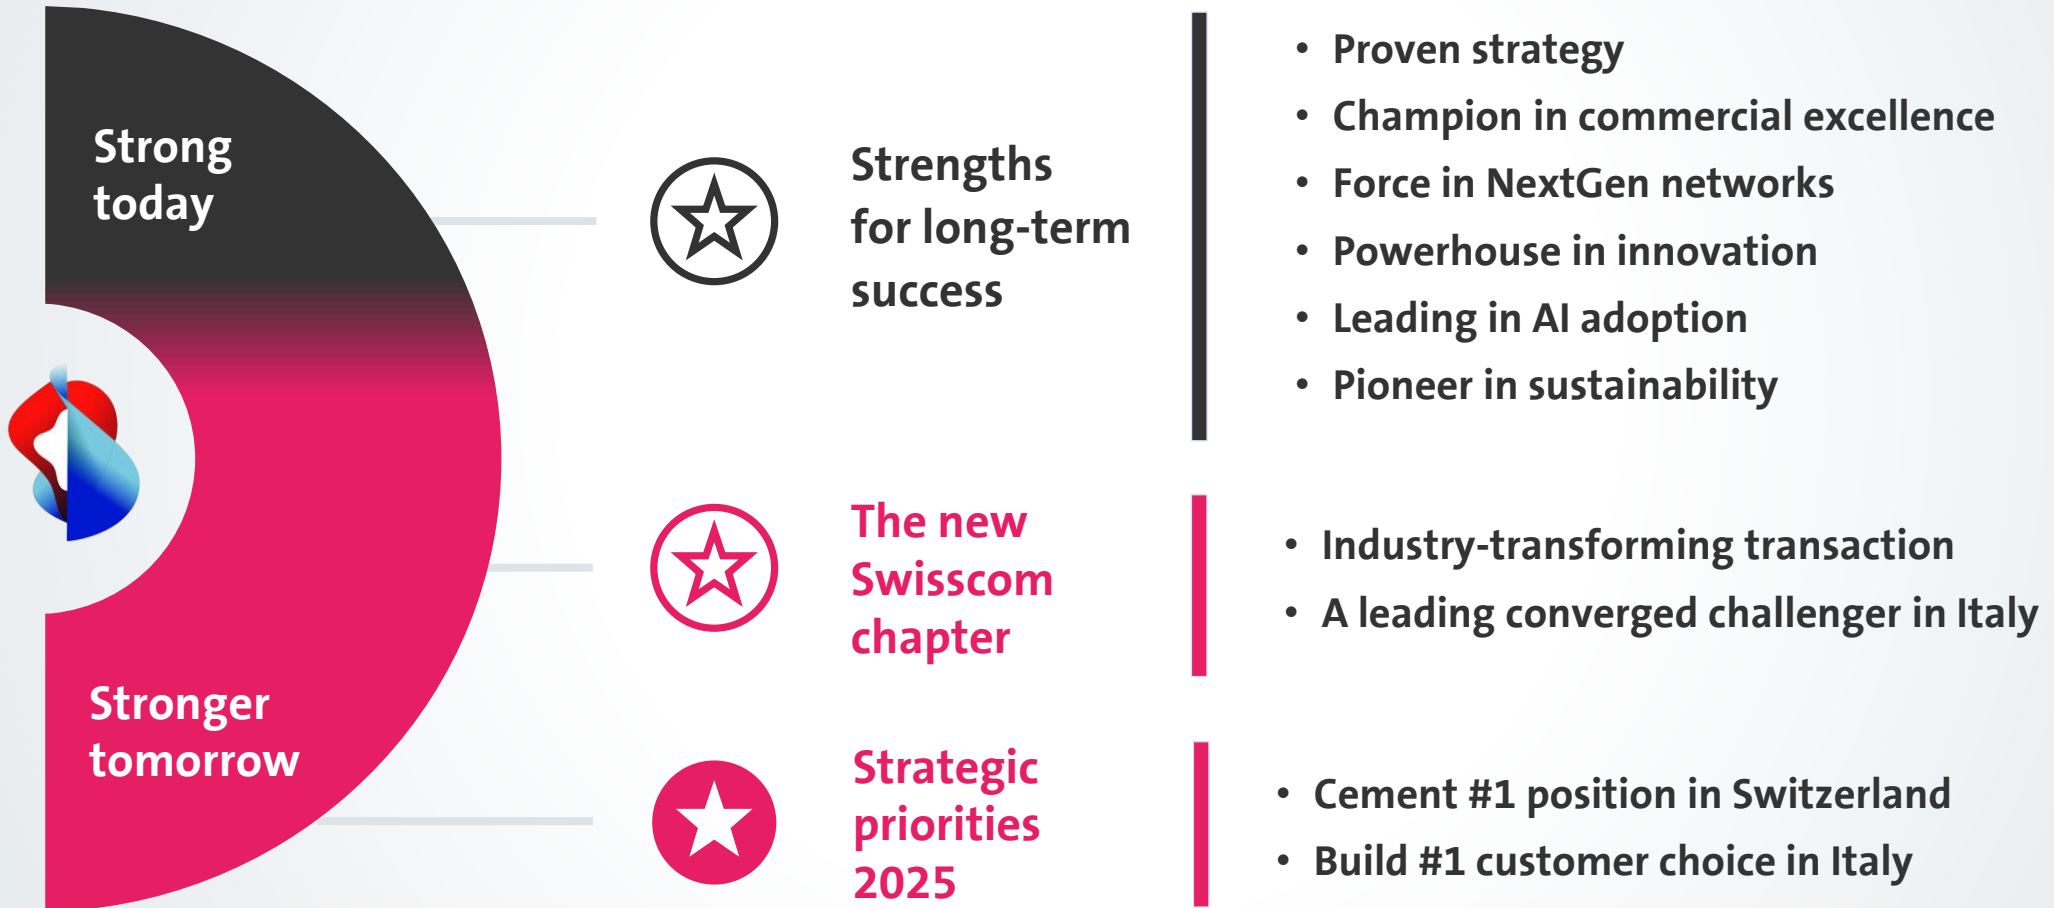 Strong
today
Strengths
for long-term
success
• Proven strategy
• Champion in commercial excellence
• Force in NextGen networks
• Powerhouse in innovation
• Leading in AI adoption
• Pioneer in sustainability
The new
Swisscom
chapter
• Industry-transforming transaction
• A leading converged challenger in Italy
Stronger
tomorrow
Strategic
priorities
2025
• Cement #1 position in Switzerland
• Build #1 customer choice in Italy